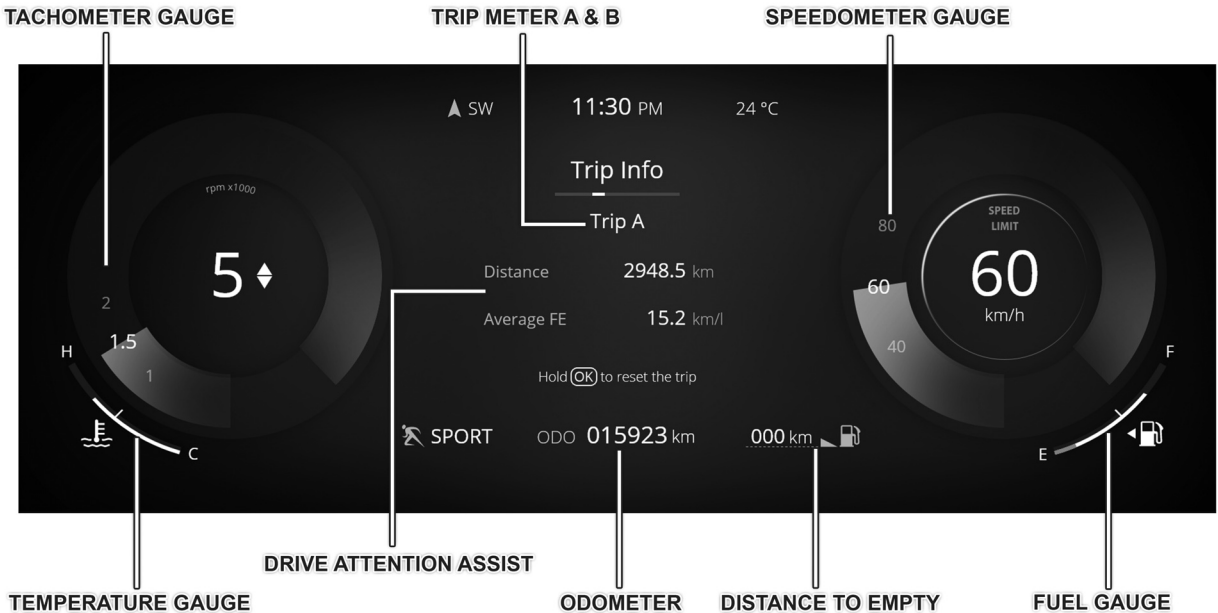 TACHOMETER GAUGE
TRIP METER A & B
SPEEDOMETER GAUGE
SW
11:30 PM
24 °C
Trip Info
Trip A
rpm x1000
5
2
1.5
1
H
C
Distance 2948.5 km
Average FE 15.2 km/l
Hold OK to reset the trip
SPORT
ODO 015923 km
000 km
80
60
40
SPEED
LIMIT
60
km/h
F
E
DRIVE ATTENTION ASSIST
TEMPERATURE GAUGE
ODOMETER
DISTANCE TO EMPTY
FUEL GAUGE